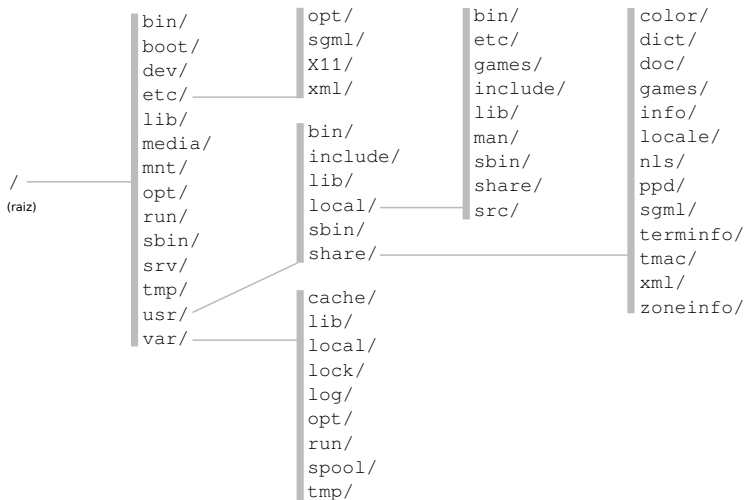 /
(raiz)
bin/
boot/
dev/
etc/
lib/
media/
mnt/
opt/
run/
sbin/
srv/
tmp/
usr/
var/
opt/
sgml/
X11/
xml/
bin/
include/
lib/
local/
sbin/
share/
cache/
lib/
local/
lock/
log/
opt/
run/
spool/
tmp/
bin/
etc/
games/
include/
lib/
man/
sbin/
share/
src/
color/
dict/
doc/
games/
info/
locale/
nls/
ppd/
sgml/
terminfo/
tmac/
xml/
zoneinfo/